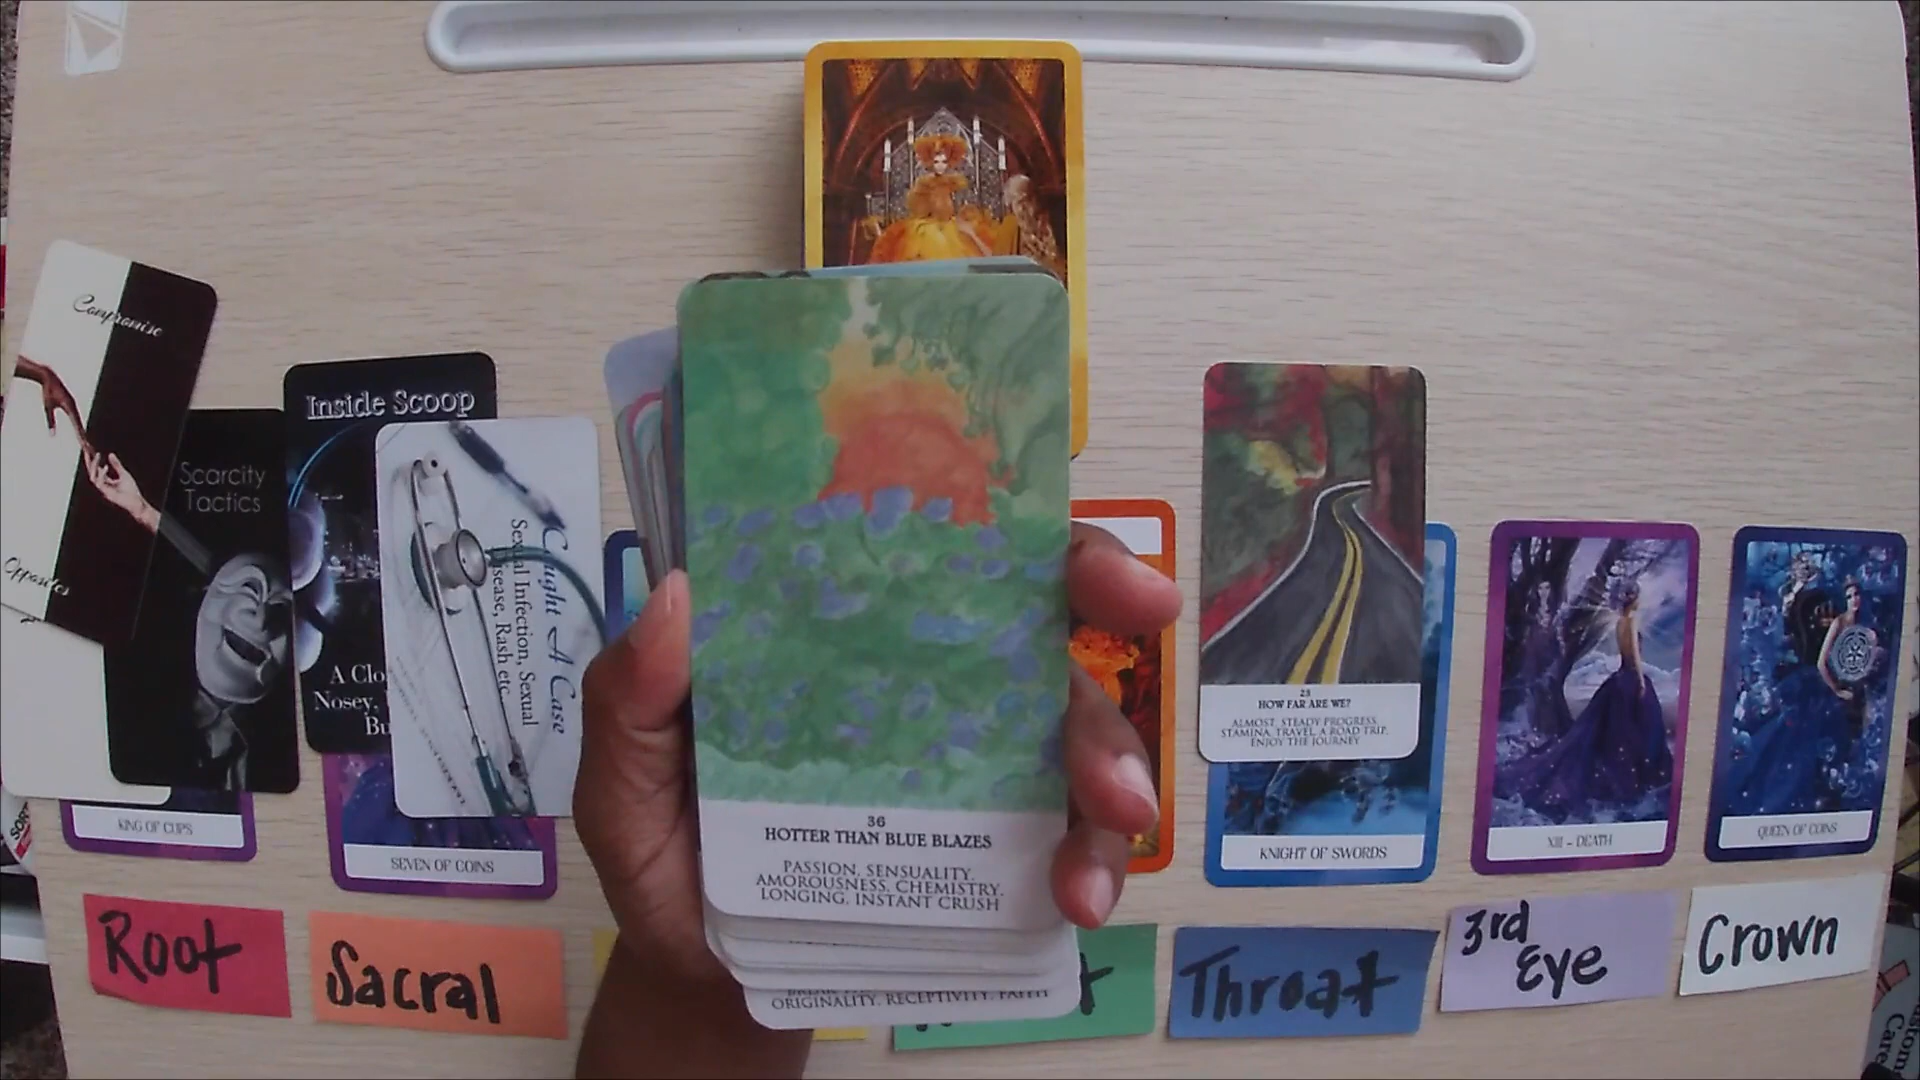 Compromise
Opposites
Scarcity
Tactics
Inside Scoop
Nosey,
Caught A Case
Sexual Infection, Sexual
Disease, Rash etc.
36
HOTTER THAN BLUE BLAZES
PASSION, SENSUALITY,
AMOROUSNESS, CHEMISTRY,
LONGING, INSTANT CRUSH
ORIGINALITY, RECEPTIVITY, FAITH
HOW FAR ARE WE?
ALMOST, STEADY PROGRESS,
STAMINA, TRAVEL, A ROAD TRIP,
ENJOY THE JOURNEY
KING OF CUPS
SEVEN OF COINS
KNIGHT OF SWORDS
XIII - DEATH
QUEEN OF COINS
Root
Sacral
Throat
3rd
Eye
Crown